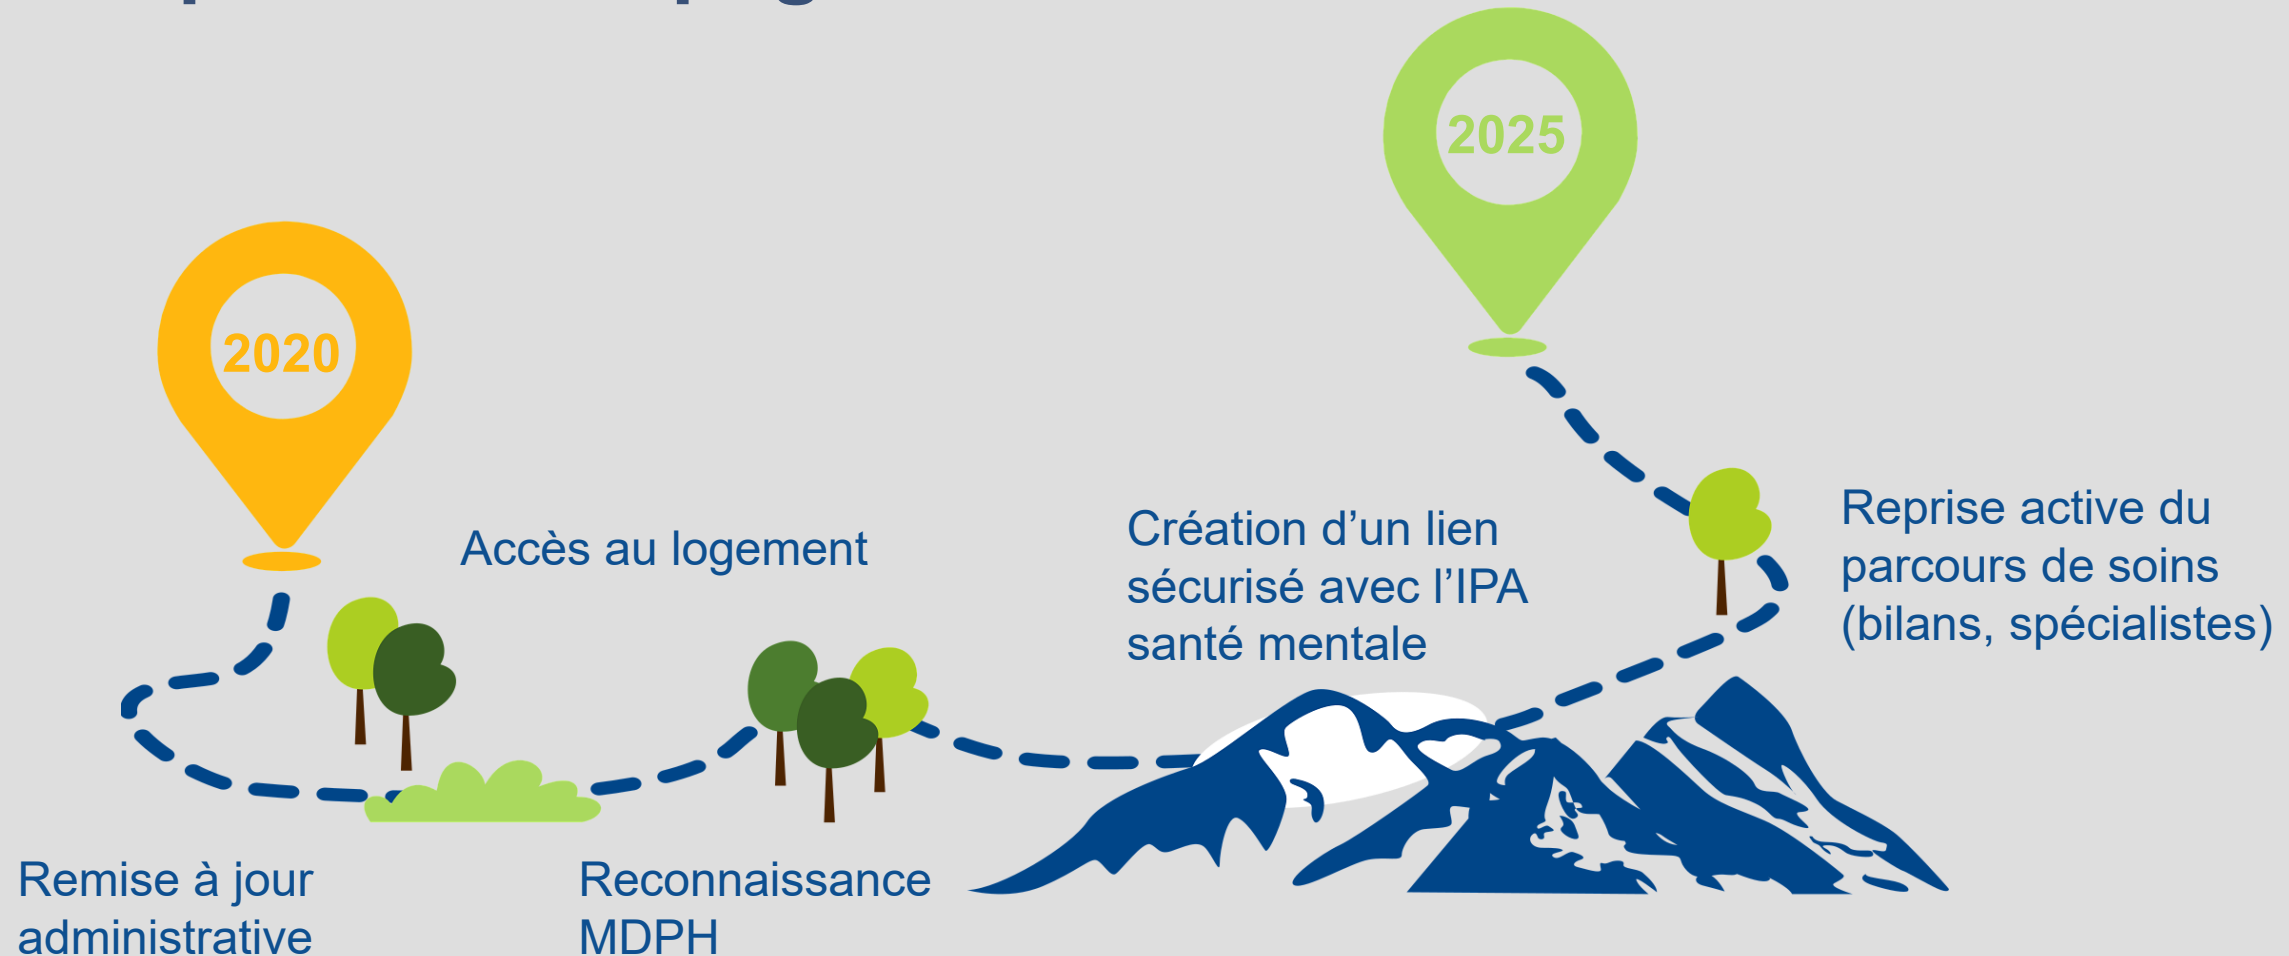 2025
2020
Accès au logement
Création d’un lien
sécurisé avec l’IPA
santé mentale
Reprise active du
parcours de soins
(bilans, spécialistes)
Remise à jour
administrative
Reconnaissance
MDPH